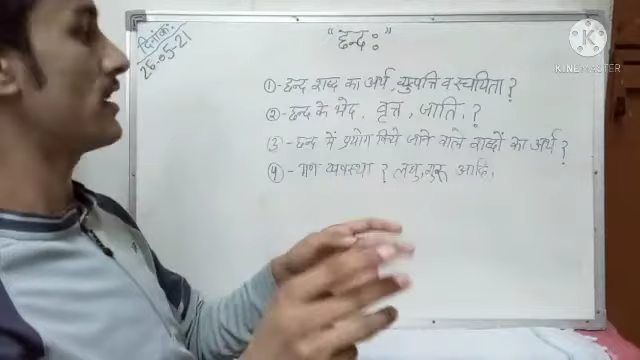 दिनांक:
26-05-21
"छन्द:"
KINEMASTER
①- छन्द शब्द का अर्थ, व्युत्पत्ति व रचयिता ?
②- छन्द के भेद, वृत्त, जाति, ?
③- छन्द में प्रयोग किये जाने वाले शब्दों का अर्थ ?
④- गण व्यवस्था ? लघु, गुरू आदि,